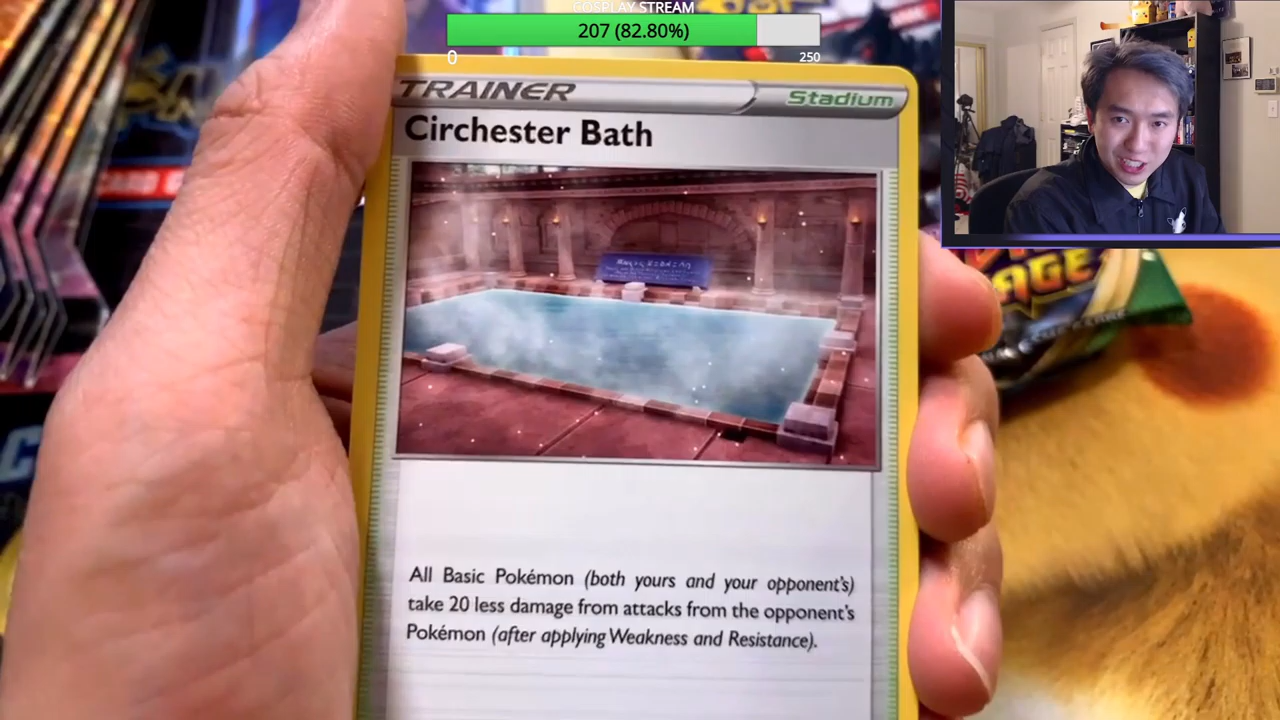 COSPLAY STREAM
207 (82.80%)
0
250
TRAINER
Stadium
Circhester Bath
AGE
All Basic Pokémon (both yours and your opponent's)
take 20 less damage from attacks from the opponent's
Pokémon (after applying Weakness and Resistance).